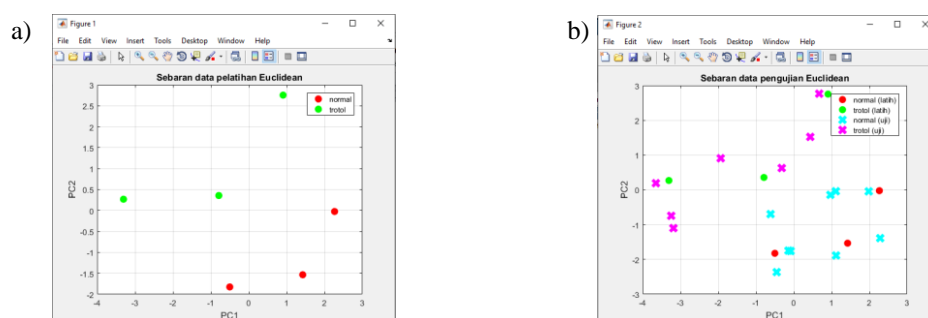 a)
Figure 1
File Edit View Insert Tools Desktop Window Help
Sebaran data pelatihan Euclidean
normal
trotol
3
2.5
2
1.5
1
0.5
0
-0.5
-1
-1.5
-2
PC2
-4 -3 -2 -1 0 1 2 3
PC1
b)
Figure 2
File Edit View Insert Tools Desktop Window Help
Sebaran data pengujian Euclidean
normal (latih)
trotol (latih)
normal (uji)
trotol (uji)
3
2
1
0
-1
-2
-3
PC2
-4 -3 -2 -1 0 1 2 3
PC1